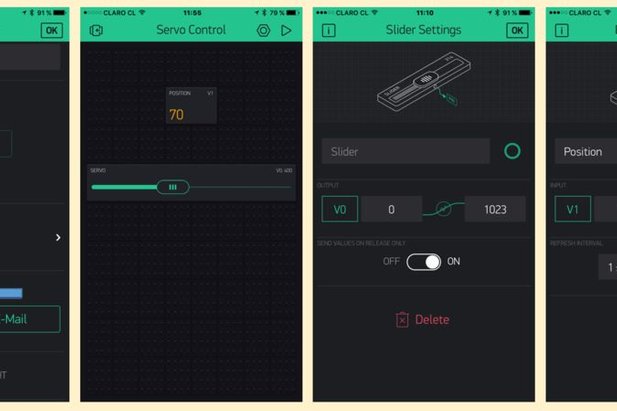 91 %
OK
-Mail
IT
CLARO CL
11:56
79 %
Servo Control
POSITION
V1
70
SERVO
V0: 400
CLARO CL
11:10
91 %
i
Slider Settings
OK
SLIDER
Slider
OUTPUT
V0
0
1023
SEND VALUES ON RELEASE ONLY
OFF
ON
Delete
CLARO CL
i
Position
INPUT
V1
REFRESH INTERVAL
1